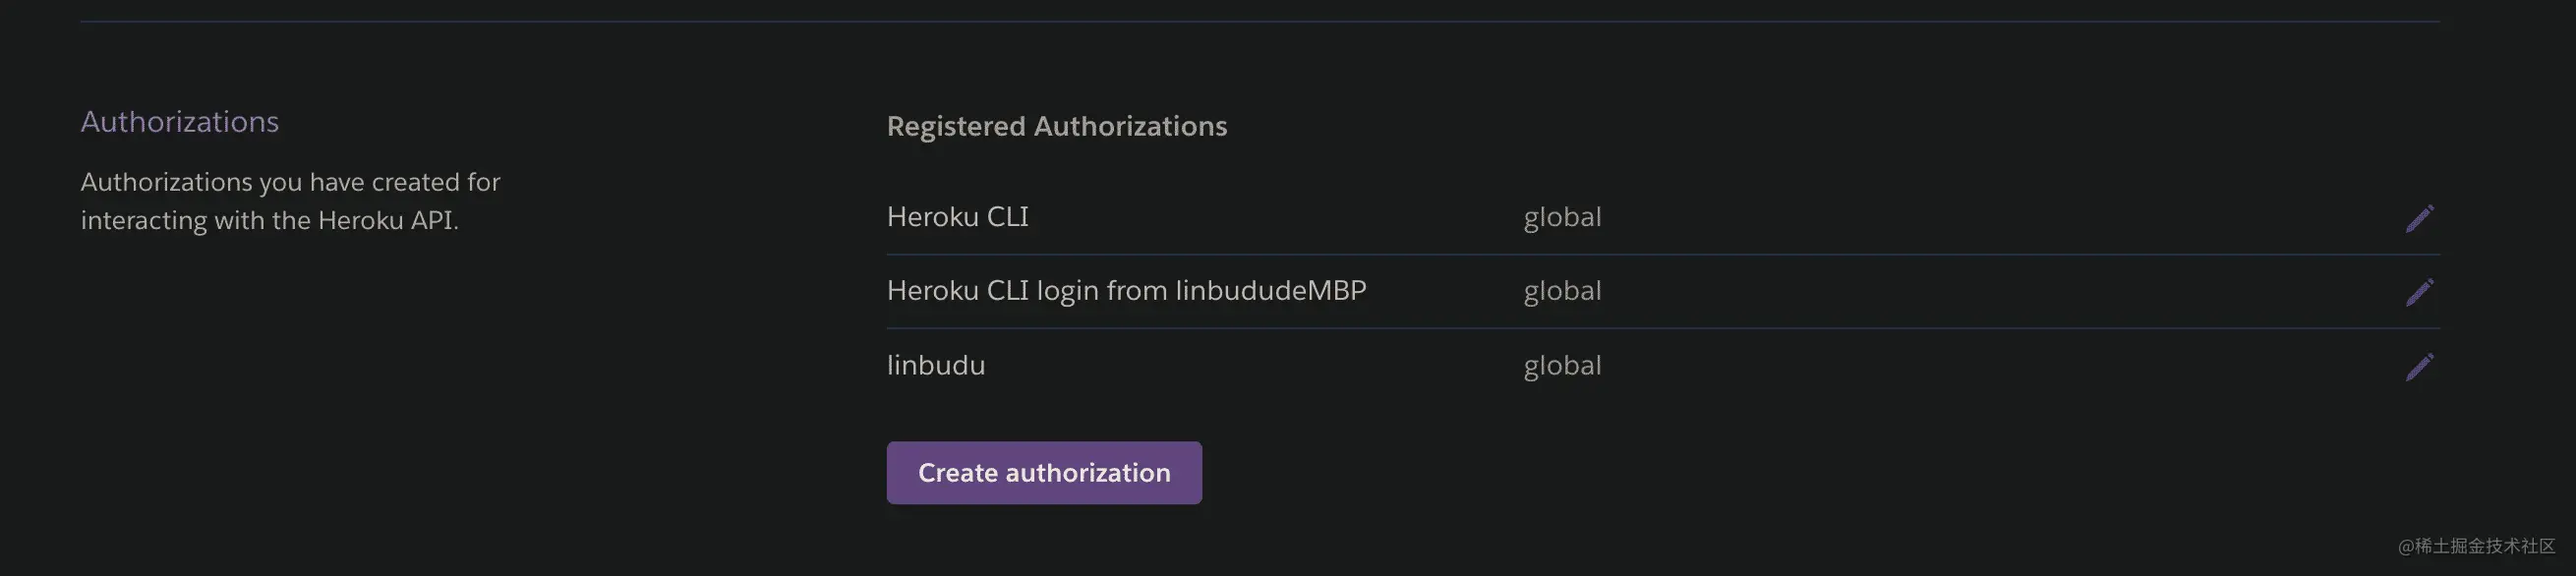 Authorizations
Authorizations you have created for
interacting with the Heroku API.
Registered Authorizations
Heroku CLI global
Heroku CLI login from linbududeMBP global
linbudu global
Create authorization
@稀土掘金技术社区